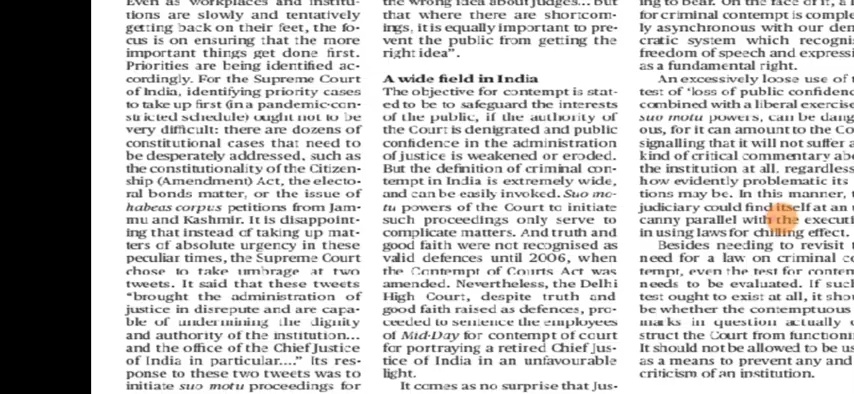 Even as workplaces and institu-
tions are slowly and tentatively
getting back on their feet, the fo-
cus is on ensuring that the more
important things get done first.
Priorities are being identified ac-
cordingly. For the Supreme Court
of India, identifying priority cases
to take up first (in a pandemic-con-
stricted schedule) ought not to be
very difficult: there are dozens of
constitutional cases that need to
be desperately addressed, such as
the constitutionality of the Citizen-
ship (Amendment) Act, the electo-
ral bonds matter, or the issue of
habeas corpus petitions from Jam-
mu and Kashmir. It is disappoint-
ing that instead of taking up mat-
ters of absolute urgency in these
peculiar times, the Supreme Court
chose to take umbrage at two
tweets. It said that these tweets
"brought the administration of
justice in disrepute and are capa-
ble of undermining the dignity
and authority of the institution...
and the office of the Chief Justice
of India in particular...." Its res-
ponse to these two tweets was to
initiate suo motu proceedings for
the wrong idea about judges... but
that where there are shortcom-
ings, it is equally important to pre-
vent the public from getting the
right idea".
A wide field in India
The objective for contempt is stat-
ed to be to safeguard the interests
of the public, if the authority of
the Court is denigrated and public
confidence in the administration
of justice is weakened or eroded.
But the definition of criminal con-
tempt in India is extremely wide,
and can be easily invoked. Suo mo-
tu powers of the Court to initiate
such proceedings only serve to
complicate matters. And truth and
good faith were not recognised as
valid defences until 2006, when
the Contempt of Courts Act was
amended. Nevertheless, the Delhi
High Court, despite truth and
good faith raised as defences, pro-
ceeded to sentence the employees
of Mid-Day for contempt of court
for portraying a retired Chief Jus-
tice of India in an unfavourable
light.
It comes as no surprise that Jus-
ing to bear. On the face of it, a l
for criminal contempt is comple
ly asynchronous with our den
cratic system which recogni
freedom of speech and expressi
as a fundamental right.
An excessively loose use of t
test of 'loss of public confidenc
combined with a liberal exercise
suo motu powers, can be dang
ous, for it can amount to the Co
signalling that it will not suffer a
kind of critical commentary abo
the institution at all, regardless
how evidently problematic its
tions may be. In this manner, t
judiciary could find itself at an u
canny parallel with the executi
in using laws for chilling effect.
Besides needing to revisit t
need for a law on criminal co
tempt, even the test for conten
needs to be evaluated. If suc
test ought to exist at all, it shou
be whether the contemptuous
marks in question actually o
struct the Court from functioni
It should not be allowed to be us
as a means to prevent any and
criticism of an institution.